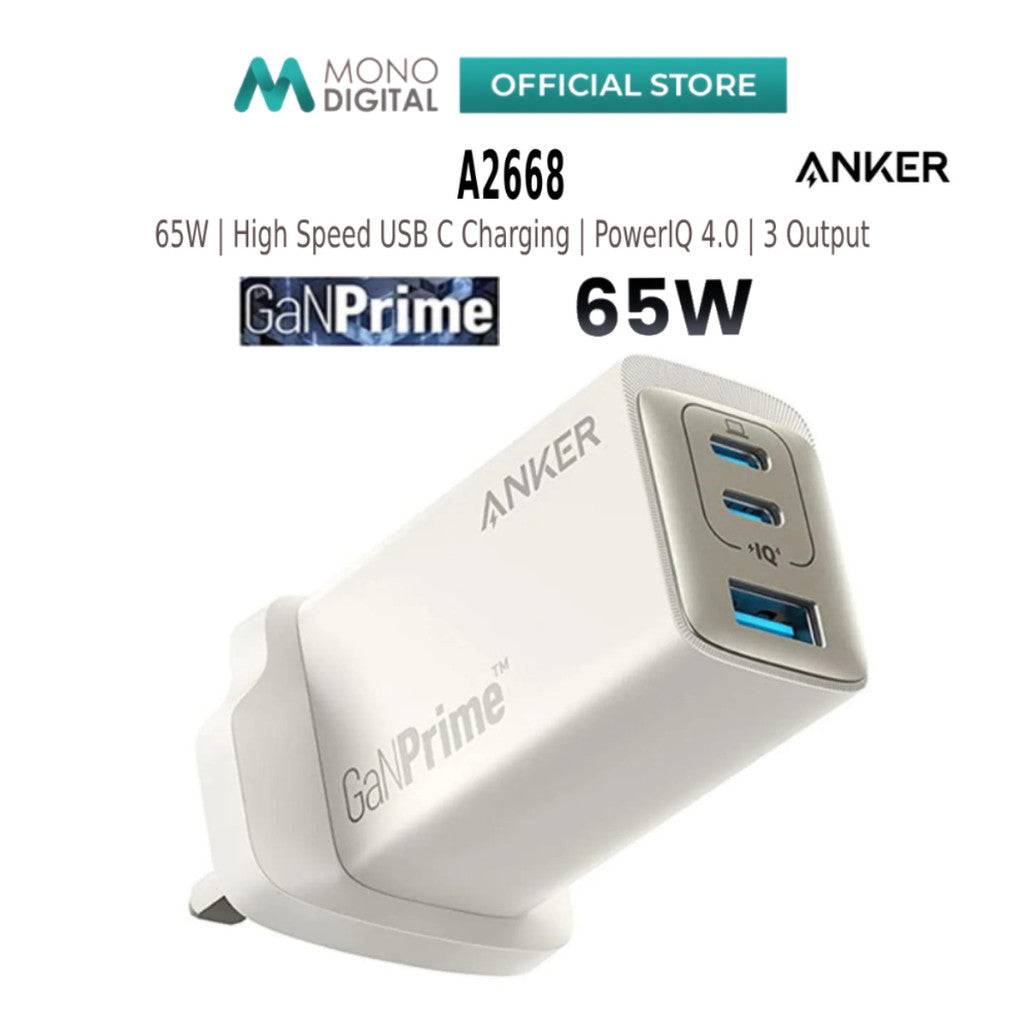 MONO
DIGITAL
OFFICIAL STORE
A2668
ANKER
65W | High Speed USB C Charging | PowerIQ 4.0 | 3 Output
GaNPrime
65W
ANKER
IQ⁴
GaNPrime™